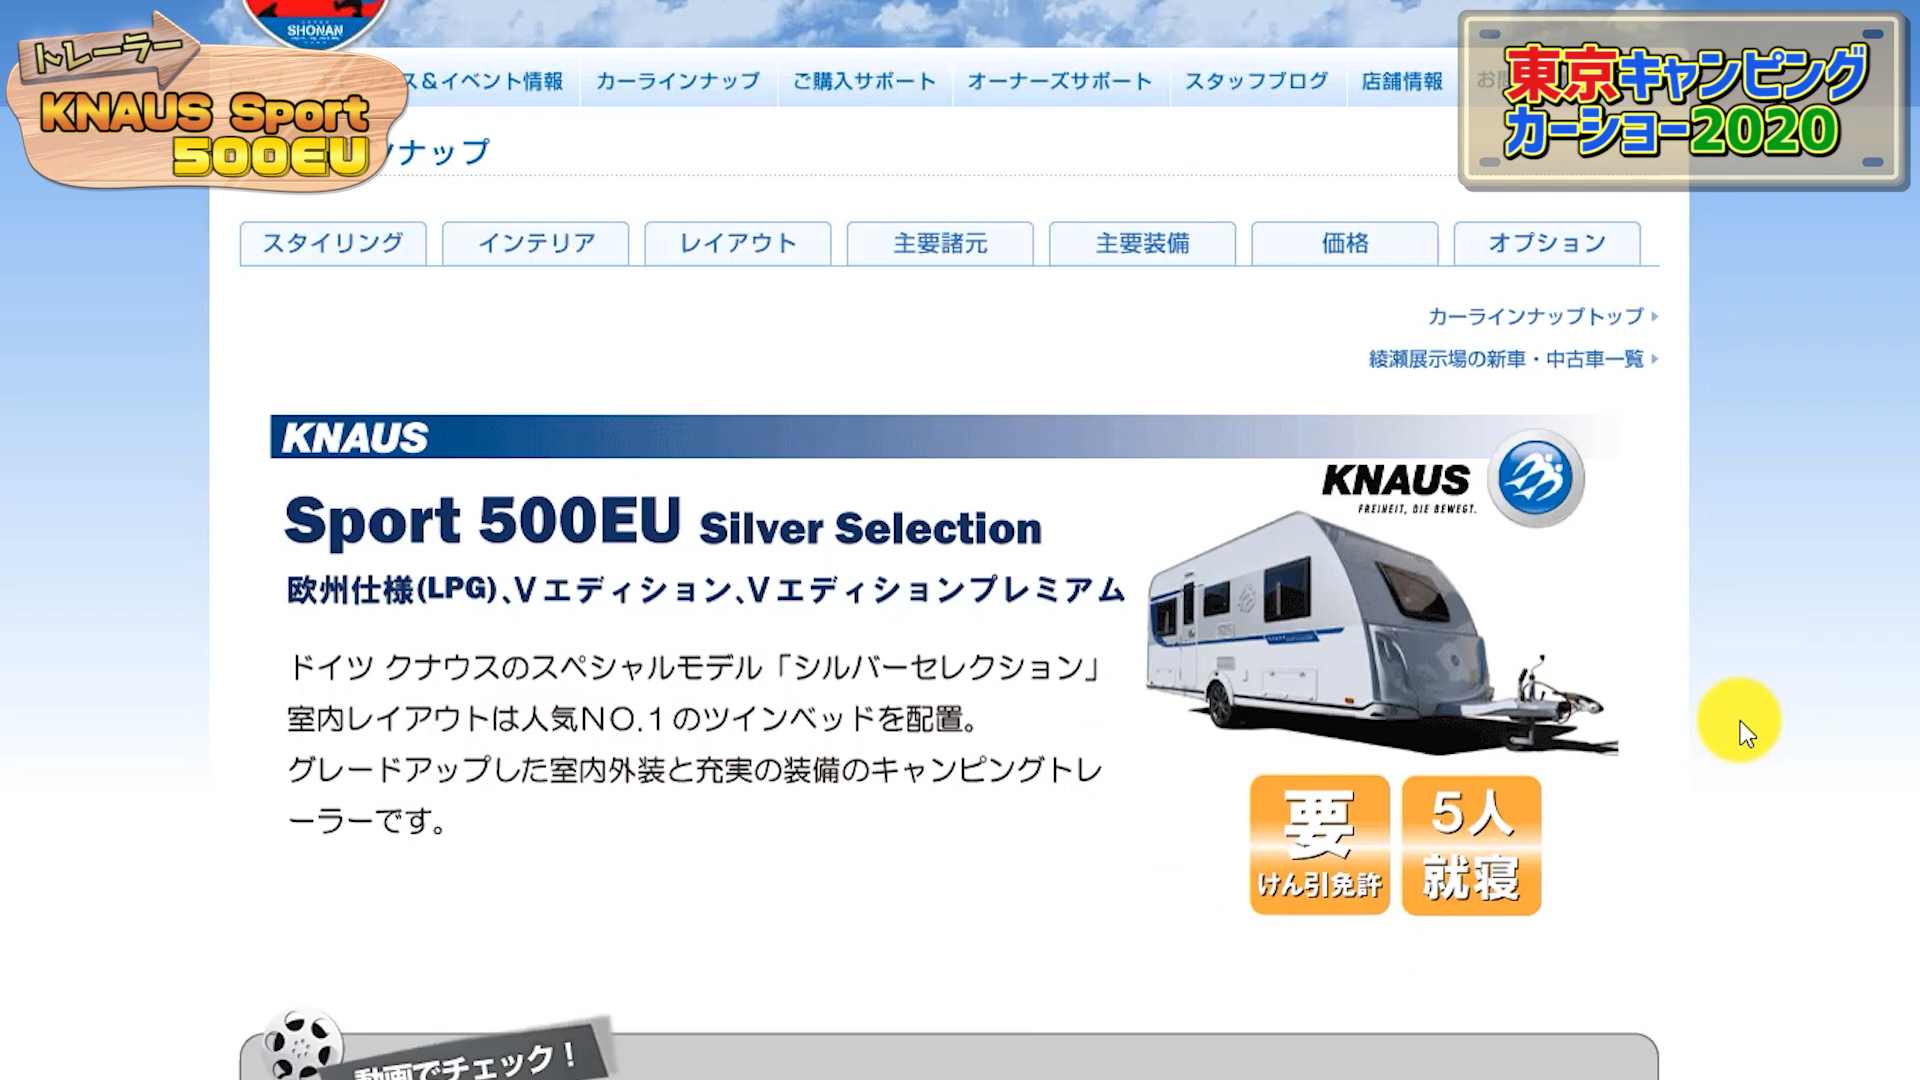 SHONAN
トレーラー
KNAUS Sport
500EU
東京キャンピング
カーショー2020
ス＆イベント情報
カーラインナップ
ご購入サポート
オーナーズサポート
スタッフブログ
店舗情報
お問
ナップ
スタイリング
インテリア
レイアウト
主要諸元
主要装備
価格
オプション
カーラインナップトップ
綾瀬展示場の新車・中古車一覧
KNAUS
KNAUS
FREIHEIT, DIE BEWEGT.
Sport 500EU Silver Selection
欧州仕様(LPG)､Vエディション､Vエディションプレミアム
ドイツ クナウスのスペシャルモデル「シルバーセレクション」
室内レイアウトは人気NO.1のツインベッドを配置。
グレードアップした室内外装と充実の装備のキャンピングトレ
ーラーです。
要
けん引免許
5人
就寝
動画でチェック！